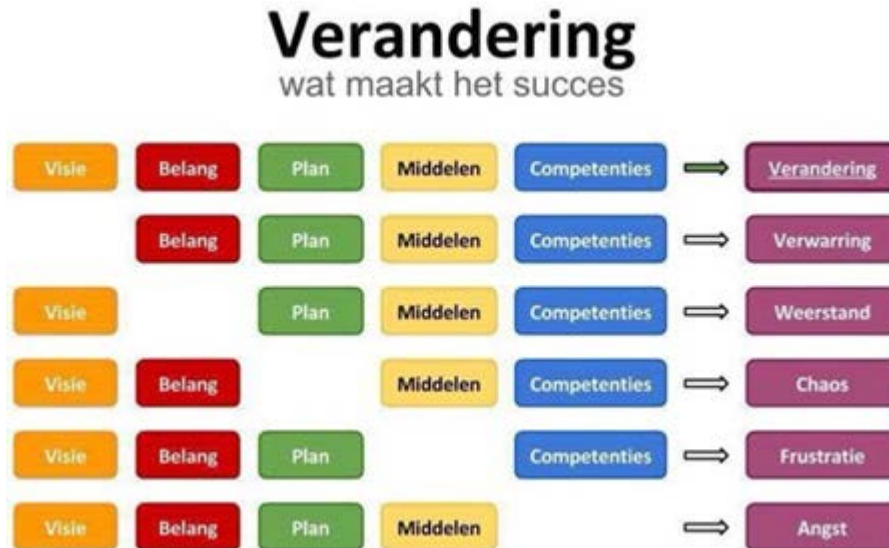 Verandering
wat maakt het succes
Visie Belang Plan Middelen Competenties Verandering
Belang Plan Middelen Competenties Verwarring
Visie Plan Middelen Competenties Weerstand
Visie Belang Middelen Competenties Chaos
Visie Belang Plan Competenties Frustratie
Visie Belang Plan Middelen Angst